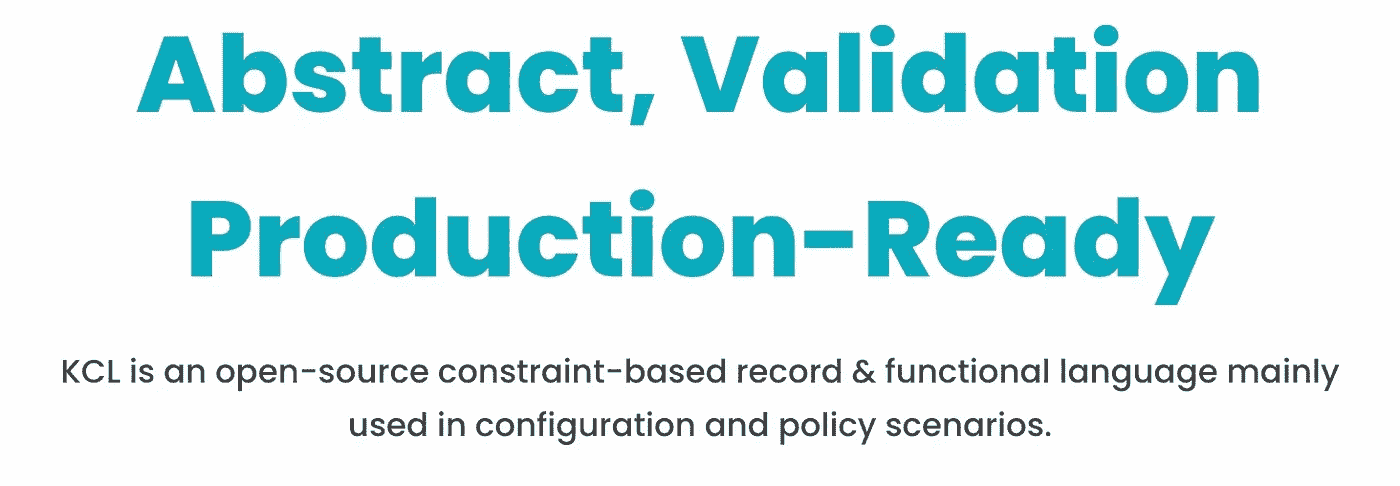 Abstract, Validation
Production-Ready
KCL is an open-source constraint-based record & functional language mainly
used in configuration and policy scenarios.